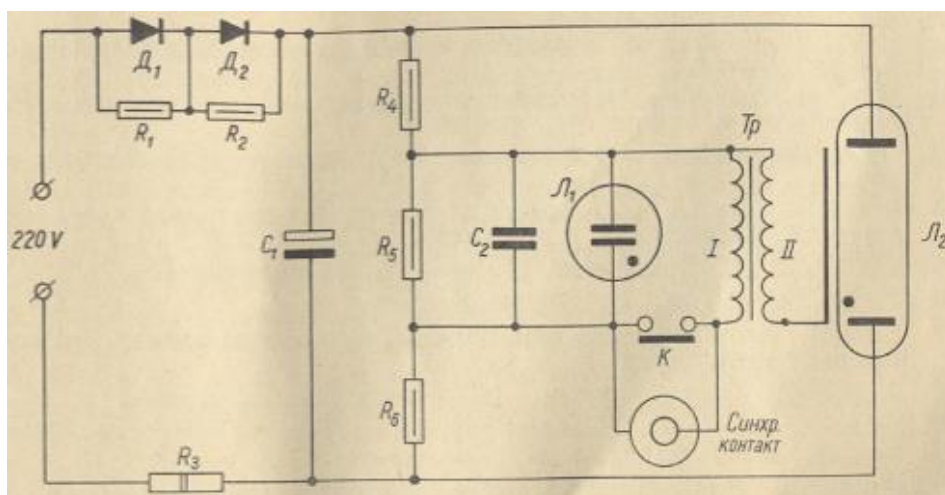 Д₁
Д₂
R₁
R₂
R₄
Тр
Л₁
220 V
C₁
R₅
C₂
I
II
Л₂
К
R₆
Синхр.
контакт
R₃